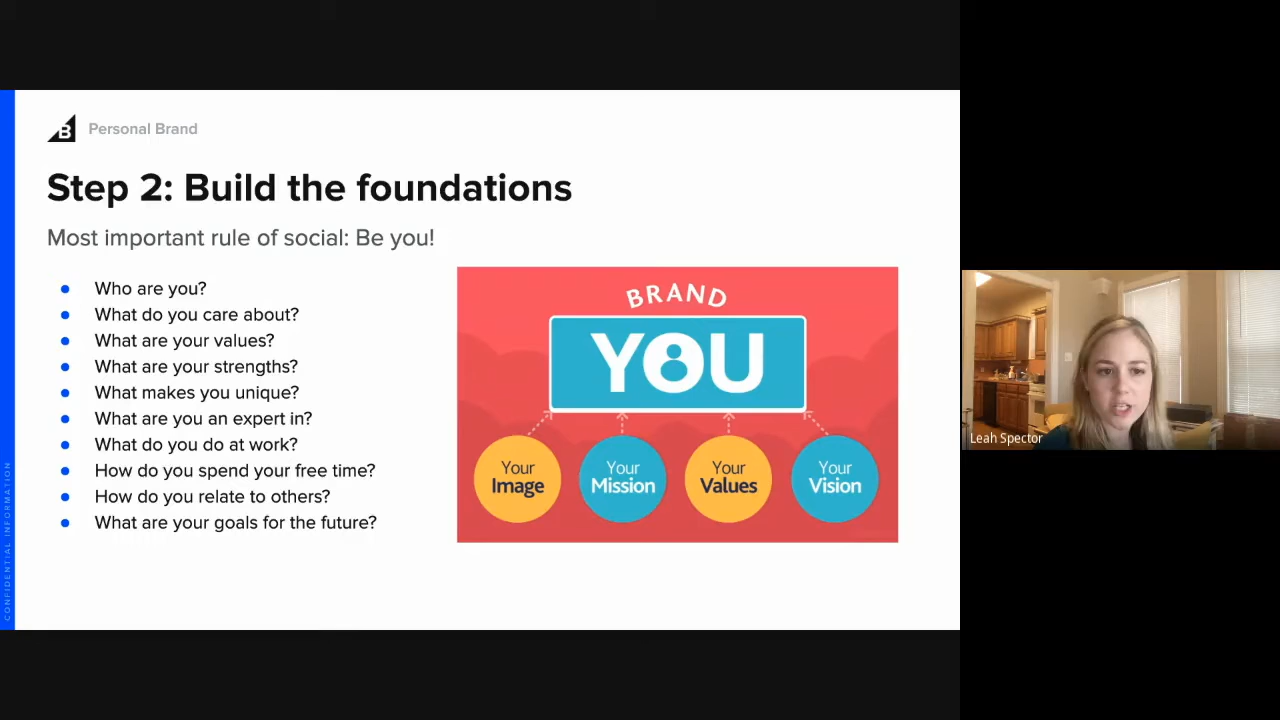 B
Personal Brand
Step 2: Build the foundations
Most important rule of social: Be you!
Who are you?
What do you care about?
What are your values?
What are your strengths?
What makes you unique?
What are you an expert in?
What do you do at work?
How do you spend your free time?
How do you relate to others?
What are your goals for the future?
BRAND
YOU
Your
Image
Your
Mission
Your
Values
Your
Vision
CONFIDENTIAL INFORMATION
Leah Spector